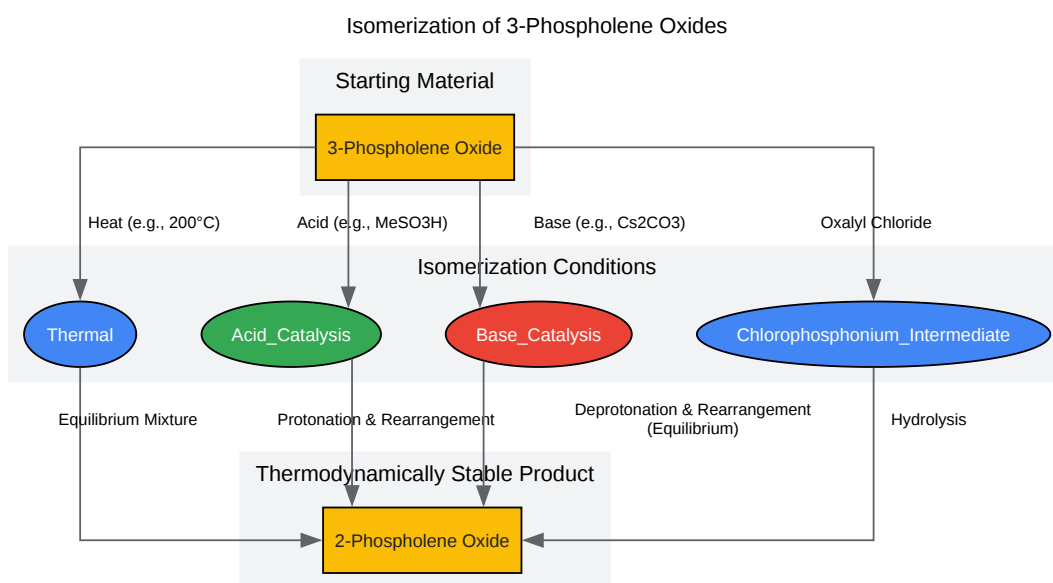 Isomerization of 3-Phospholene Oxides
Starting Material
3-Phospholene Oxide
Heat (e.g., 200°C)
Acid (e.g., MeSO3H)
Base (e.g., Cs2CO3)
Oxalyl Chloride
Isomerization Conditions
Thermal
Acid_Catalysis
Base_Catalysis
Chlorophosphonium_Intermediate
Equilibrium Mixture
Protonation & Rearrangement
Deprotonation & Rearrangement
(Equilibrium)
Hydrolysis
Thermodynamically Stable Product
2-Phospholene Oxide